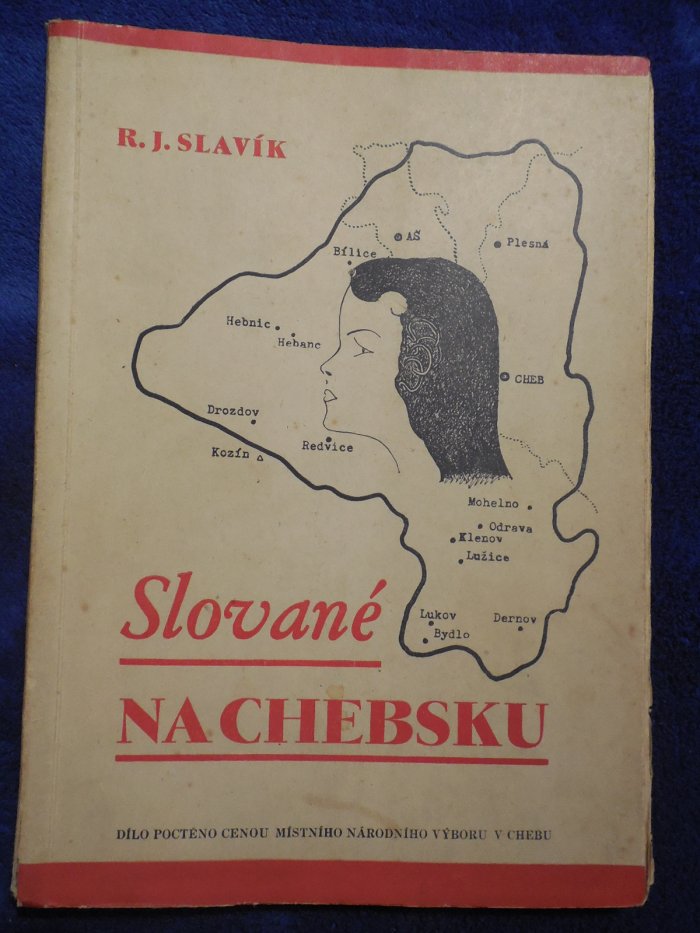 R. J. SLAVÍK
AŠ
Plesná
Bílice
Hebnic
Hebanc
CHEB
Drozdov
Redvice
Kozín
Mohelno
Odrava
Klenov
Lužice
Lukov
Dernov
Bydlo
Slované
NA CHEBSKU
DÍLO POCTĚNO CENOU MÍSTNÍHO NÁRODNÍHO VÝBORU V CHEBU